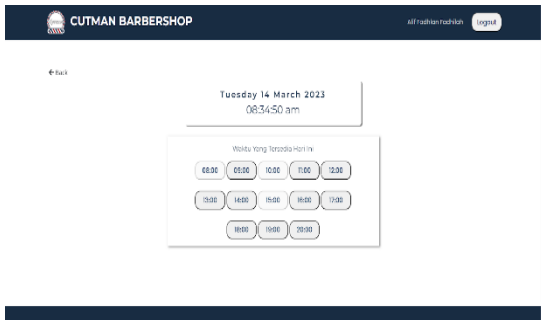 CUTMAN BARBERSHOP
Alif Fadhlan Fadhilah Logout
← Back
Tuesday 14 March 2023
08:34:50 am
Waktu Yang Tersedia Hari Ini
08:00 09:00 10:00 11:00 12:00
13:00 14:00 15:00 16:00 17:00
18:00 19:00 20:00